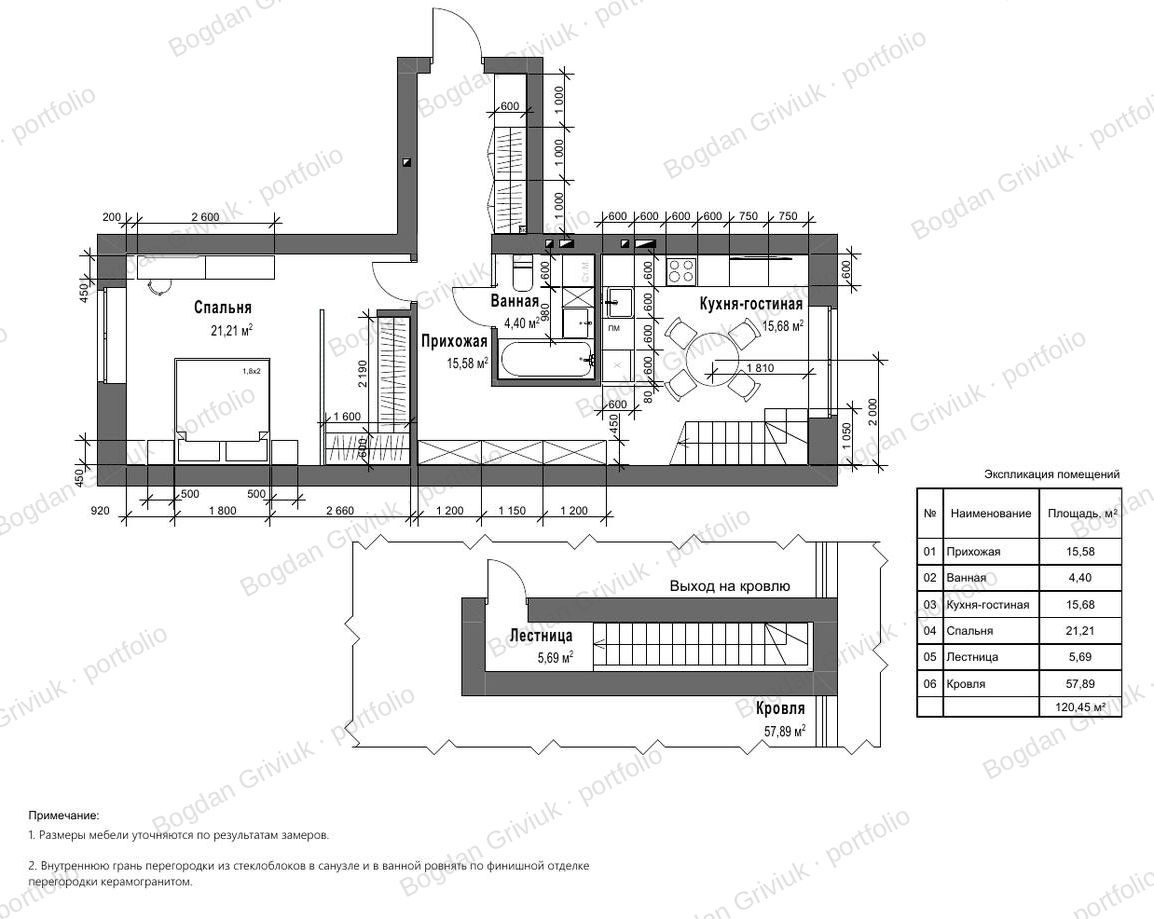 Bogdan Griviuk · portfolio
600
1 000
1 000
1 000
200
2 600
600
600
600
600
750
750
450
Спальня
21,21 м²
1,8x2
2 190
1 600
600
Прихожая
15,58 м²
Ванная
4,40 м²
600
980
Ст.М
600
600
600
600
80
ПМ
Х
600
450
Кухня-гостиная
15,68 м²
600
1 810
2 000
1 050
450
500
500
920
1 800
2 660
1 200
1 150
1 200
Выход на кровлю
Лестница
5,69 м²
Кровля
57,89 м²
Экспликация помещений
№ Наименование Площадь, м²
01 Прихожая 15,58
02 Ванная 4,40
03 Кухня-гостиная 15,68
04 Спальня 21,21
05 Лестница 5,69
06 Кровля 57,89
120,45 м²
Примечание:
1. Размеры мебели уточняются по результатам замеров.
2. Внутреннюю грань перегородки из стеклоблоков в санузле и в ванной ровнять по финишной отделке
перегородки керамогранитом.